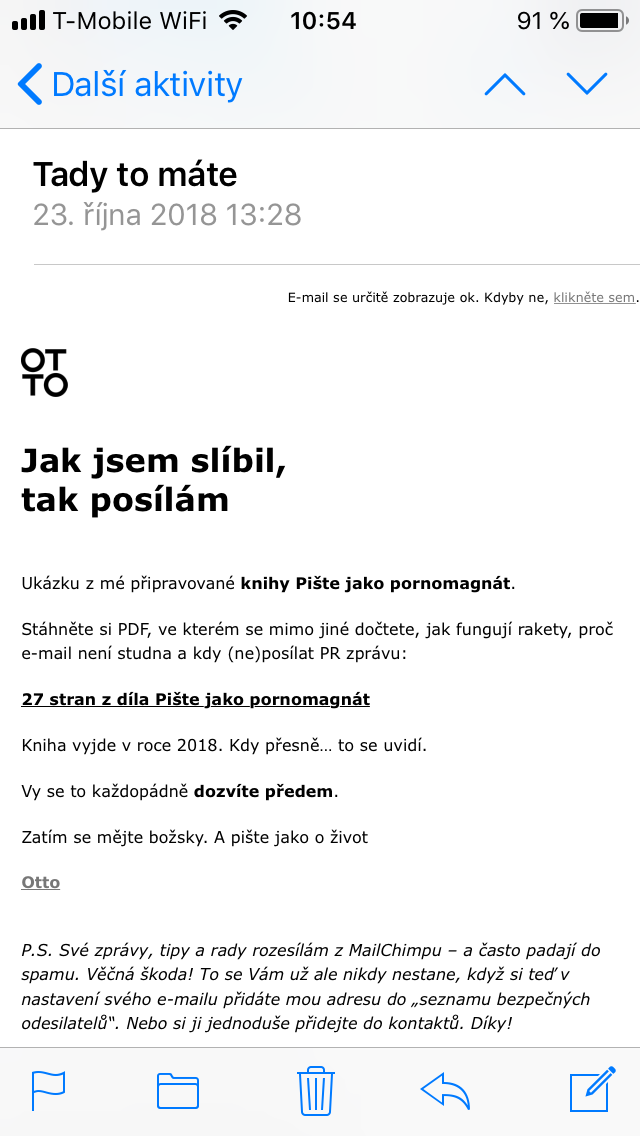 T-Mobile WiFi 10:54 91 %
Další aktivity
Tady to máte
23. října 2018 13:28
E-mail se určitě zobrazuje ok. Kdyby ne, klikněte sem.
OT
TO
Jak jsem slíbil,
tak posílám
Ukázku z mé připravované knihy Pište jako pornomagnát.
Stáhněte si PDF, ve kterém se mimo jiné dočtete, jak fungují rakety, proč
e-mail není studna a kdy (ne)posílat PR zprávu:
27 stran z díla Pište jako pornomagnát
Kniha vyjde v roce 2018. Kdy přesně... to se uvidí.
Vy se to každopádně dozvíte předem.
Zatím se mějte božsky. A pište jako o život
Otto
P.S. Své zprávy, tipy a rady rozesílám z MailChimpu – a často padají do
spamu. Věčná škoda! To se Vám už ale nikdy nestane, když si teď v
nastavení svého e-mailu přidáte mou adresu do „seznamu bezpečných
odesilatelů“. Nebo si ji jednoduše přidejte do kontaktů. Díky!